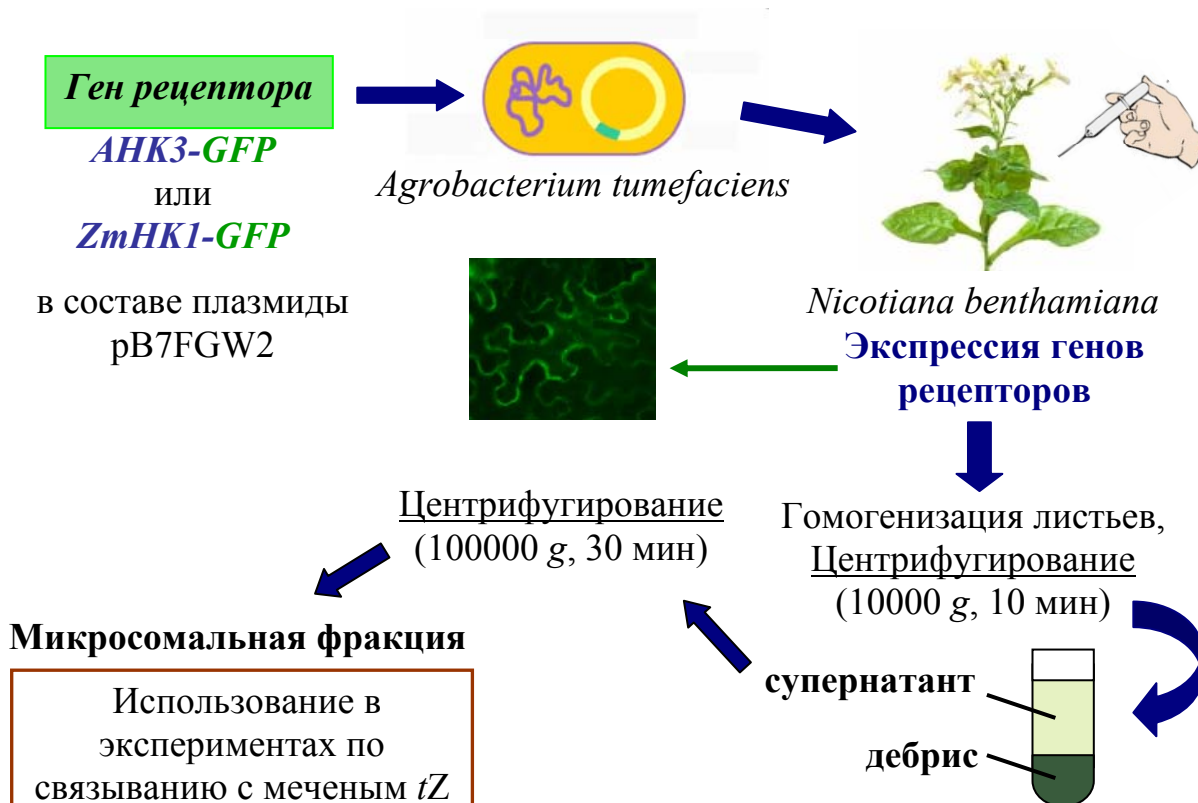 Ген рецептора
AHK3-GFP
или
ZmHK1-GFP
в составе плазмиды
pB7FGW2
Agrobacterium tumefaciens
Nicotiana benthamiana
Экспрессия генов
рецепторов
Гомогенизация листьев,
Центрифугирование
(10000 g, 10 мин)
супернатант
дебрис
Центрифугирование
(100000 g, 30 мин)
Микросомальная фракция
Использование в
экспериментах по
связыванию с меченым tZ